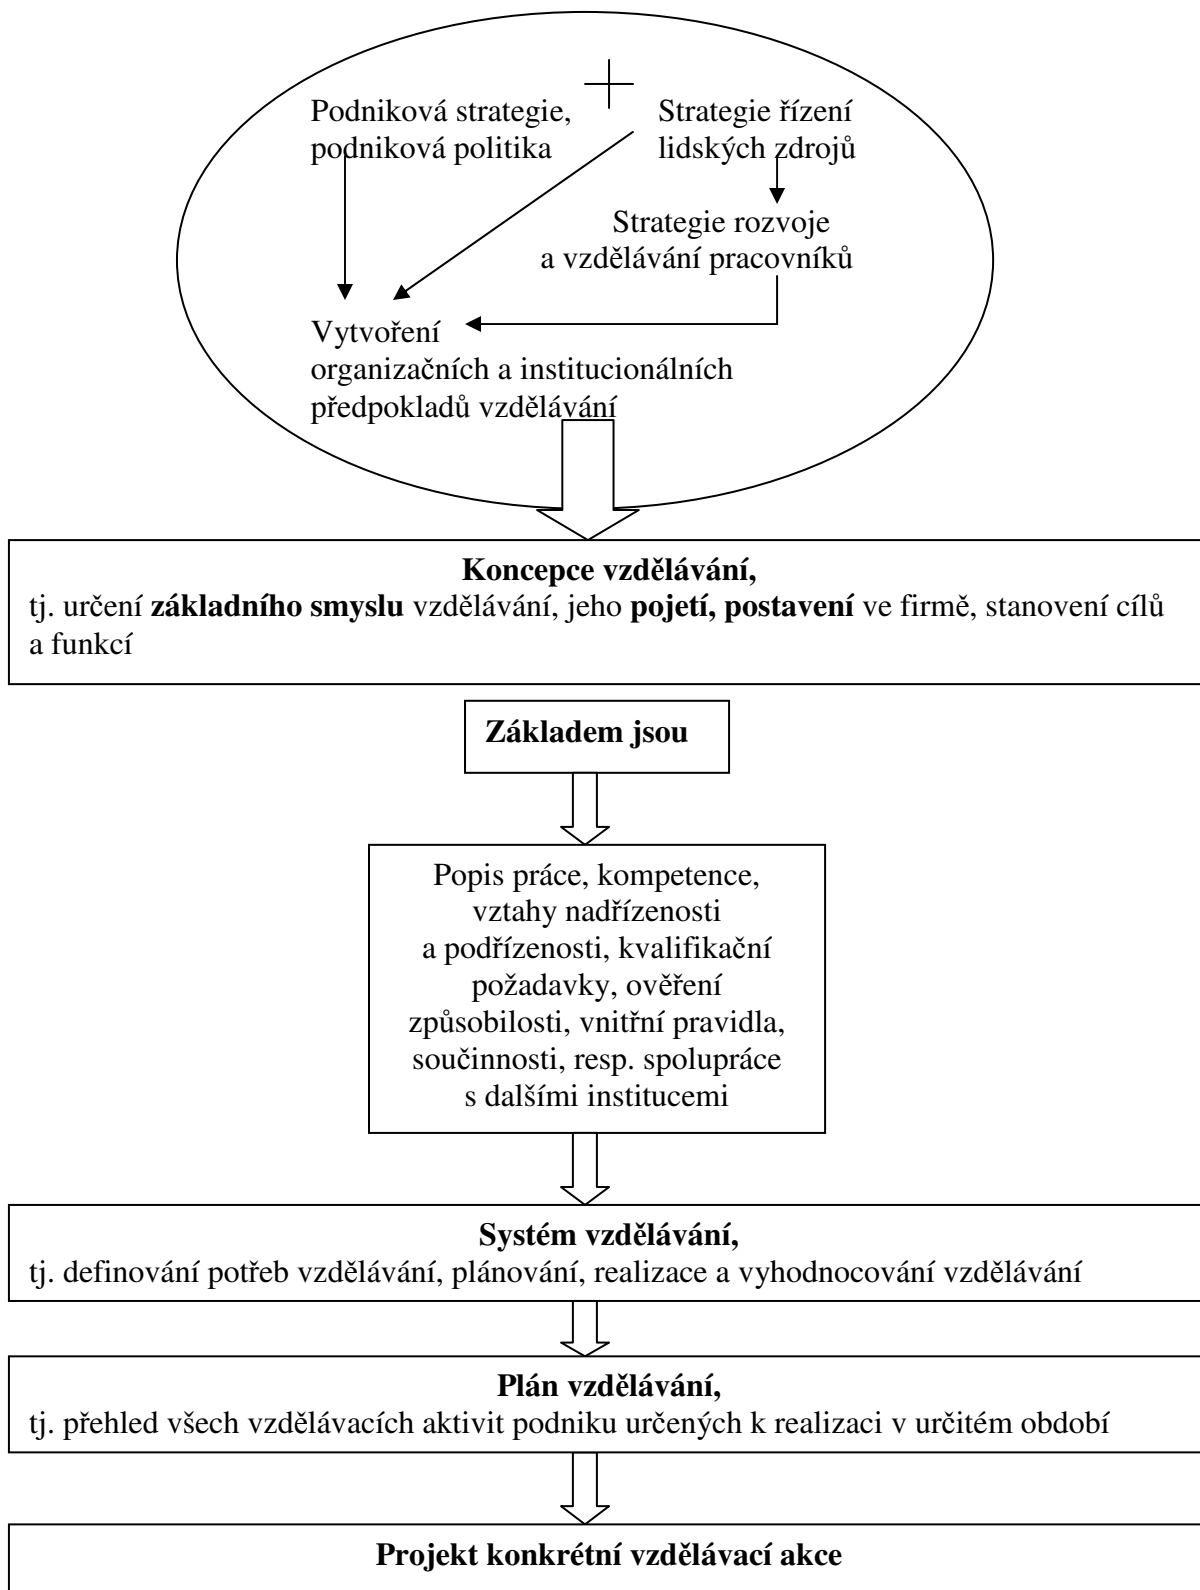 Podniková strategie,
podniková politika
Strategie řízení
lidských zdrojů
Strategie rozvoje
a vzdělávání pracovníků
Vytvoření
organizačních a institucionálních
předpokladů vzdělávání
Koncepce vzdělávání,
tj. určení základního smyslu vzdělávání, jeho pojetí, postavení ve firmě, stanovení cílů
a funkcí
Základem jsou
Popis práce, kompetence,
vztahy nadřízenosti
a podřízenosti, kvalifikační
požadavky, ověření
způsobilosti, vnitřní pravidla,
součinnosti, resp. spolupráce
s dalšími institucemi
Systém vzdělávání,
tj. definování potřeb vzdělávání, plánování, realizace a vyhodnocování vzdělávání
Plán vzdělávání,
tj. přehled všech vzdělávacích aktivit podniku určených k realizaci v určitém období
Projekt konkrétní vzdělávací akce